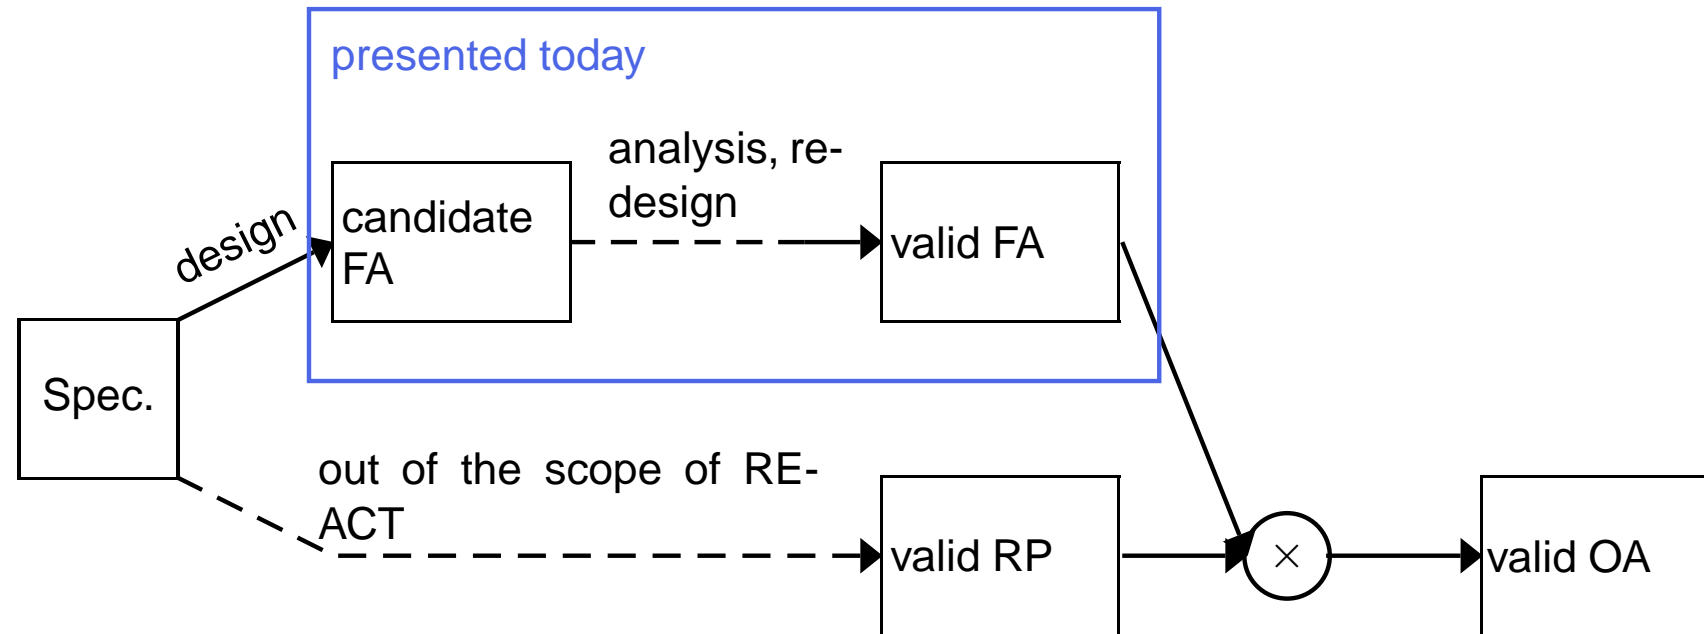 presented today
analysis, re-
design
candidate
FA
design
valid FA
Spec.
out of the scope of RE-
ACT
valid RP
×
valid OA